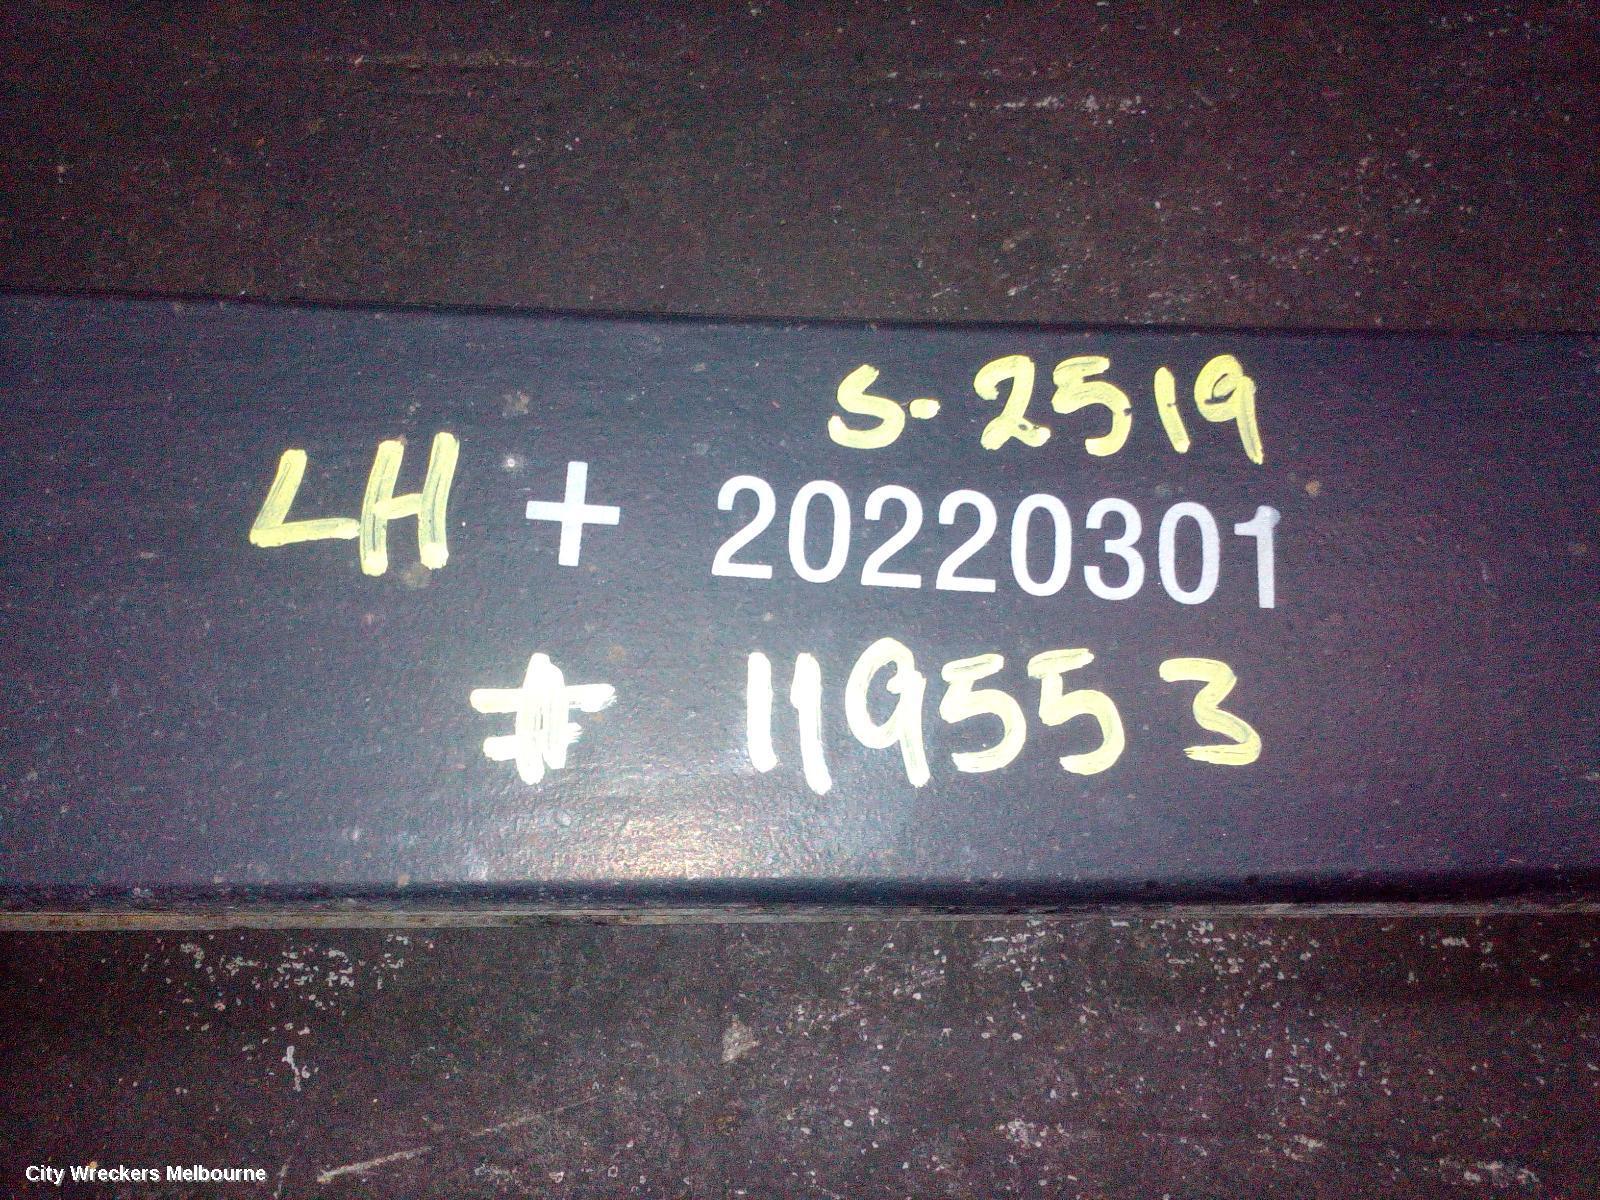 S-2519
LH + 20220301
# 119553
City Wreckers Melbourne